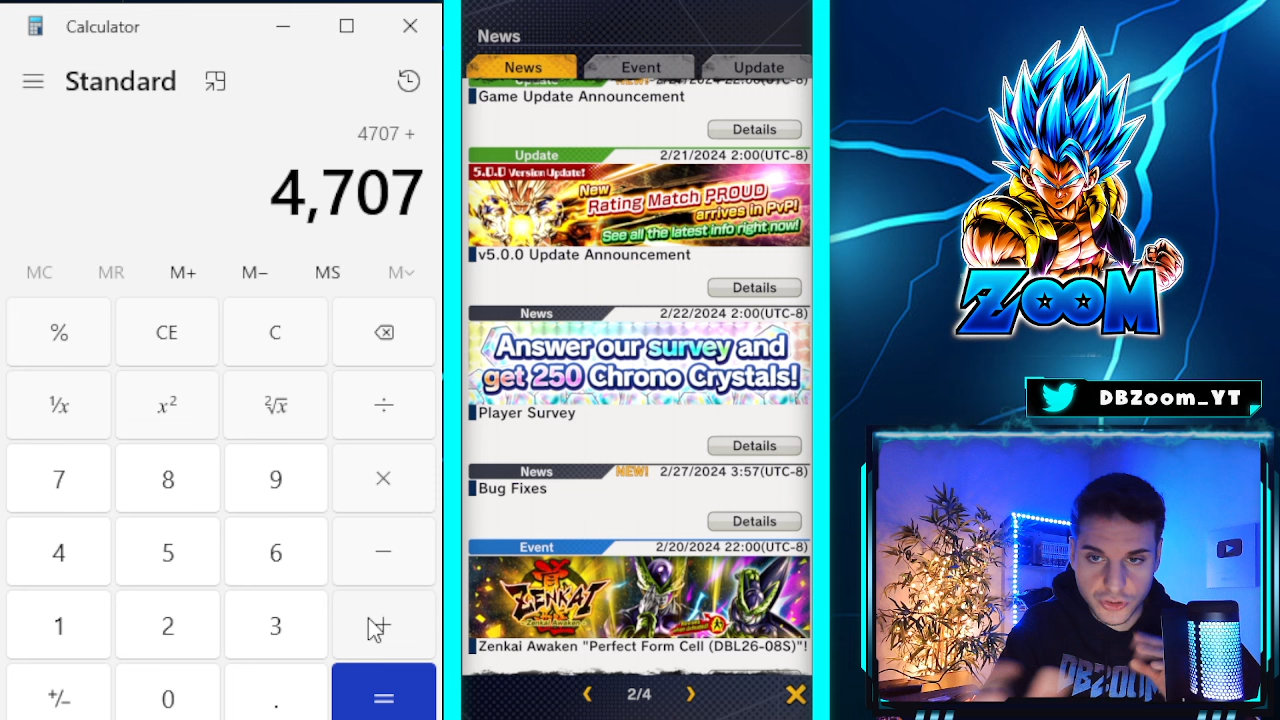 Calculator
Standard
4707 +
4,707
MC MR M+ M− MS M
% CE C
¹/x x² ²√x ÷
7 8 9 ×
4 5 6 −
1 2 3 +
+/− 0 . =
News
News Event Update
Game Update Announcement
Details
Update 2/21/2024 2:00(UTC-8)
5.0.0 Version Update!
New
Rating Match PROUD
arrives in PvP!
See all the latest info right now!
v5.0.0 Update Announcement
Details
News 2/22/2024 2:00(UTC-8)
Answer our survey and
get 250 Chrono Crystals!
Player Survey
Details
News NEW! 2/27/2024 3:57(UTC-8)
Bug Fixes
Details
Event 2/20/2024 22:00(UTC-8)
ZENKAI
Zenkai Awaken
Zenkai Awaken "Perfect Form Cell (DBL26-08S)"!
2/4
ZOOM
DBZoom_YT
DBZOOM